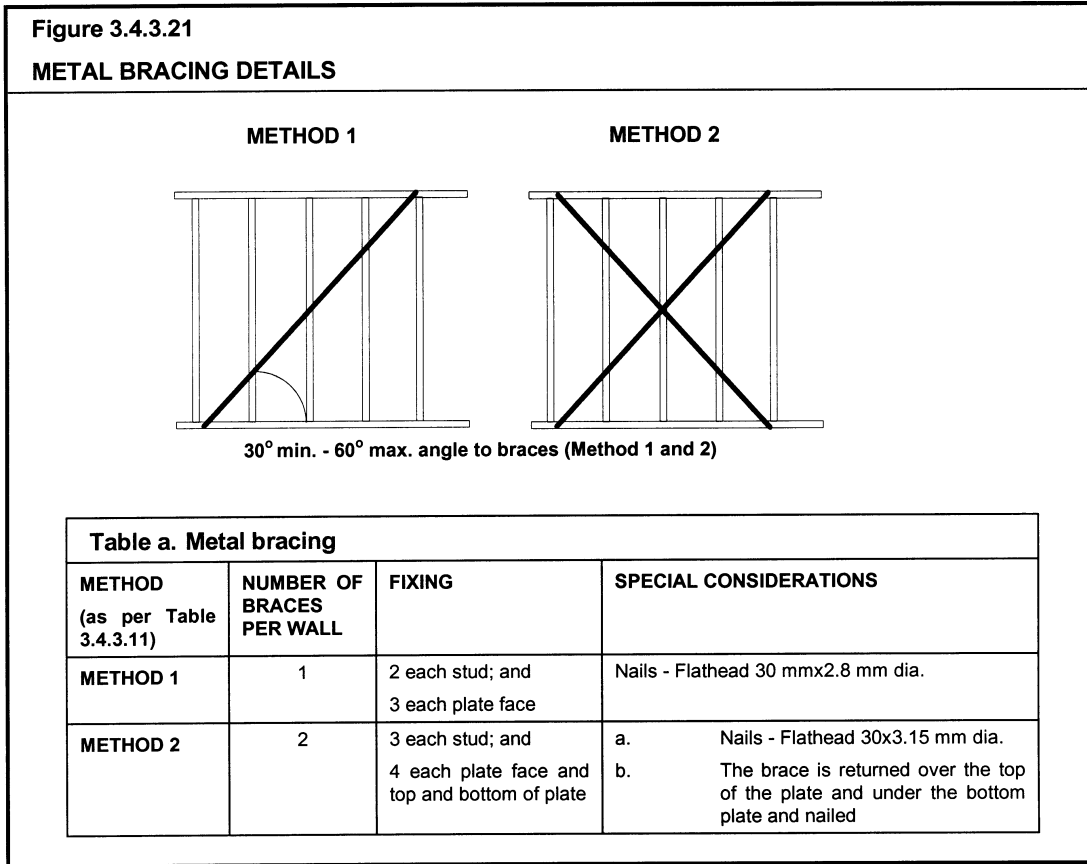 Figure 3.4.3.21
METAL BRACING DETAILS
METHOD 1
METHOD 2
30° min. - 60° max. angle to braces (Method 1 and 2)
Table a. Metal bracing
METHOD
(as per Table
3.4.3.11)
NUMBER OF
BRACES
PER WALL
FIXING
SPECIAL CONSIDERATIONS
METHOD 1
1
2 each stud; and
3 each plate face
Nails - Flathead 30 mmx2.8 mm dia.
METHOD 2
2
3 each stud; and
4 each plate face and
top and bottom of plate
a. Nails - Flathead 30x3.15 mm dia.
b. The brace is returned over the top
of the plate and under the bottom
plate and nailed